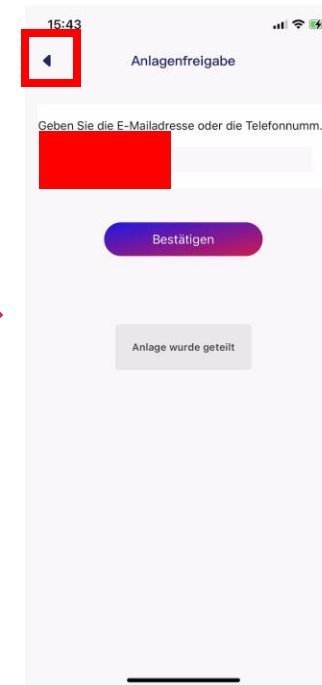 15:43
Anlagenfreigabe
Geben Sie die E-Mailadresse oder die Telefonnumm.
Bestätigen
Anlage wurde geteilt